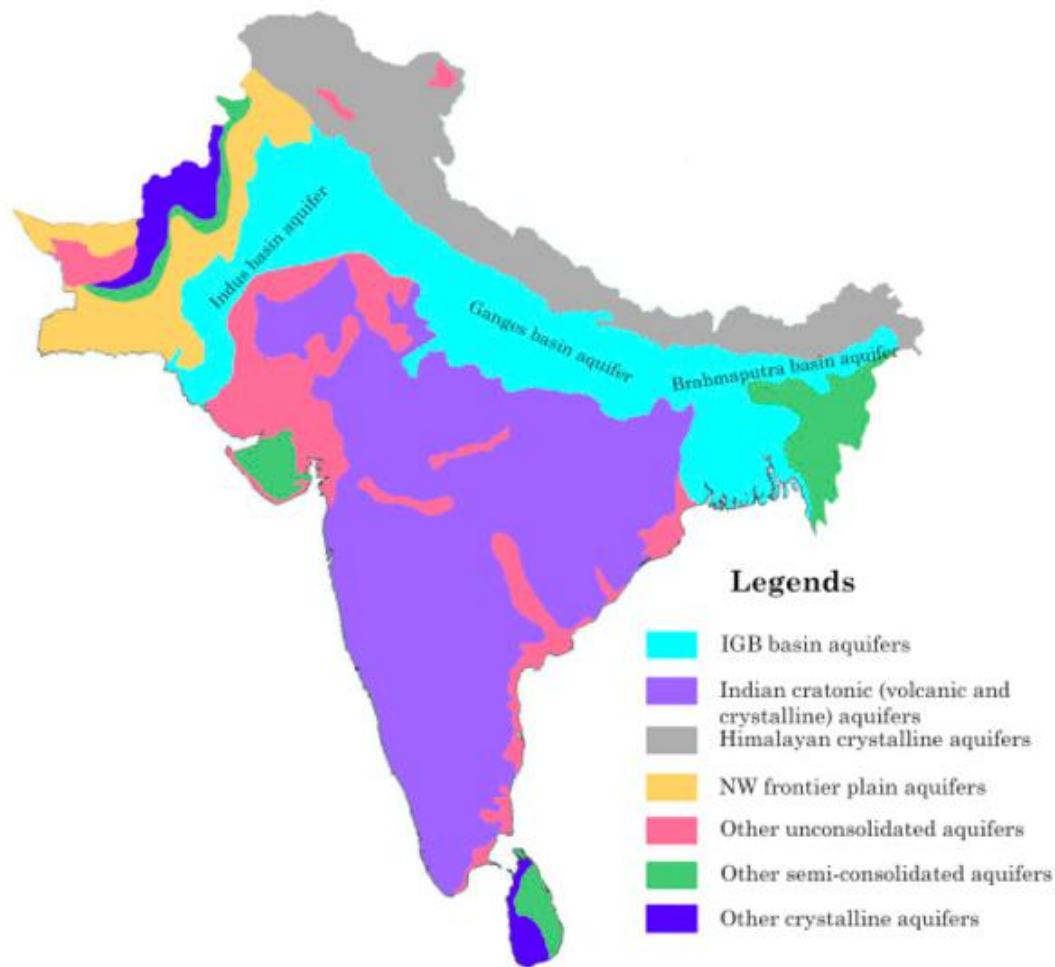 Indus basin aquifer
Ganges basin aquifer
Brahmaputra basin aquifer
Legends
IGB basin aquifers
Indian cratonic (volcanic and
crystalline) aquifers
Himalayan crystalline aquifers
NW frontier plain aquifers
Other unconsolidated aquifers
Other semi-consolidated aquifers
Other crystalline aquifers